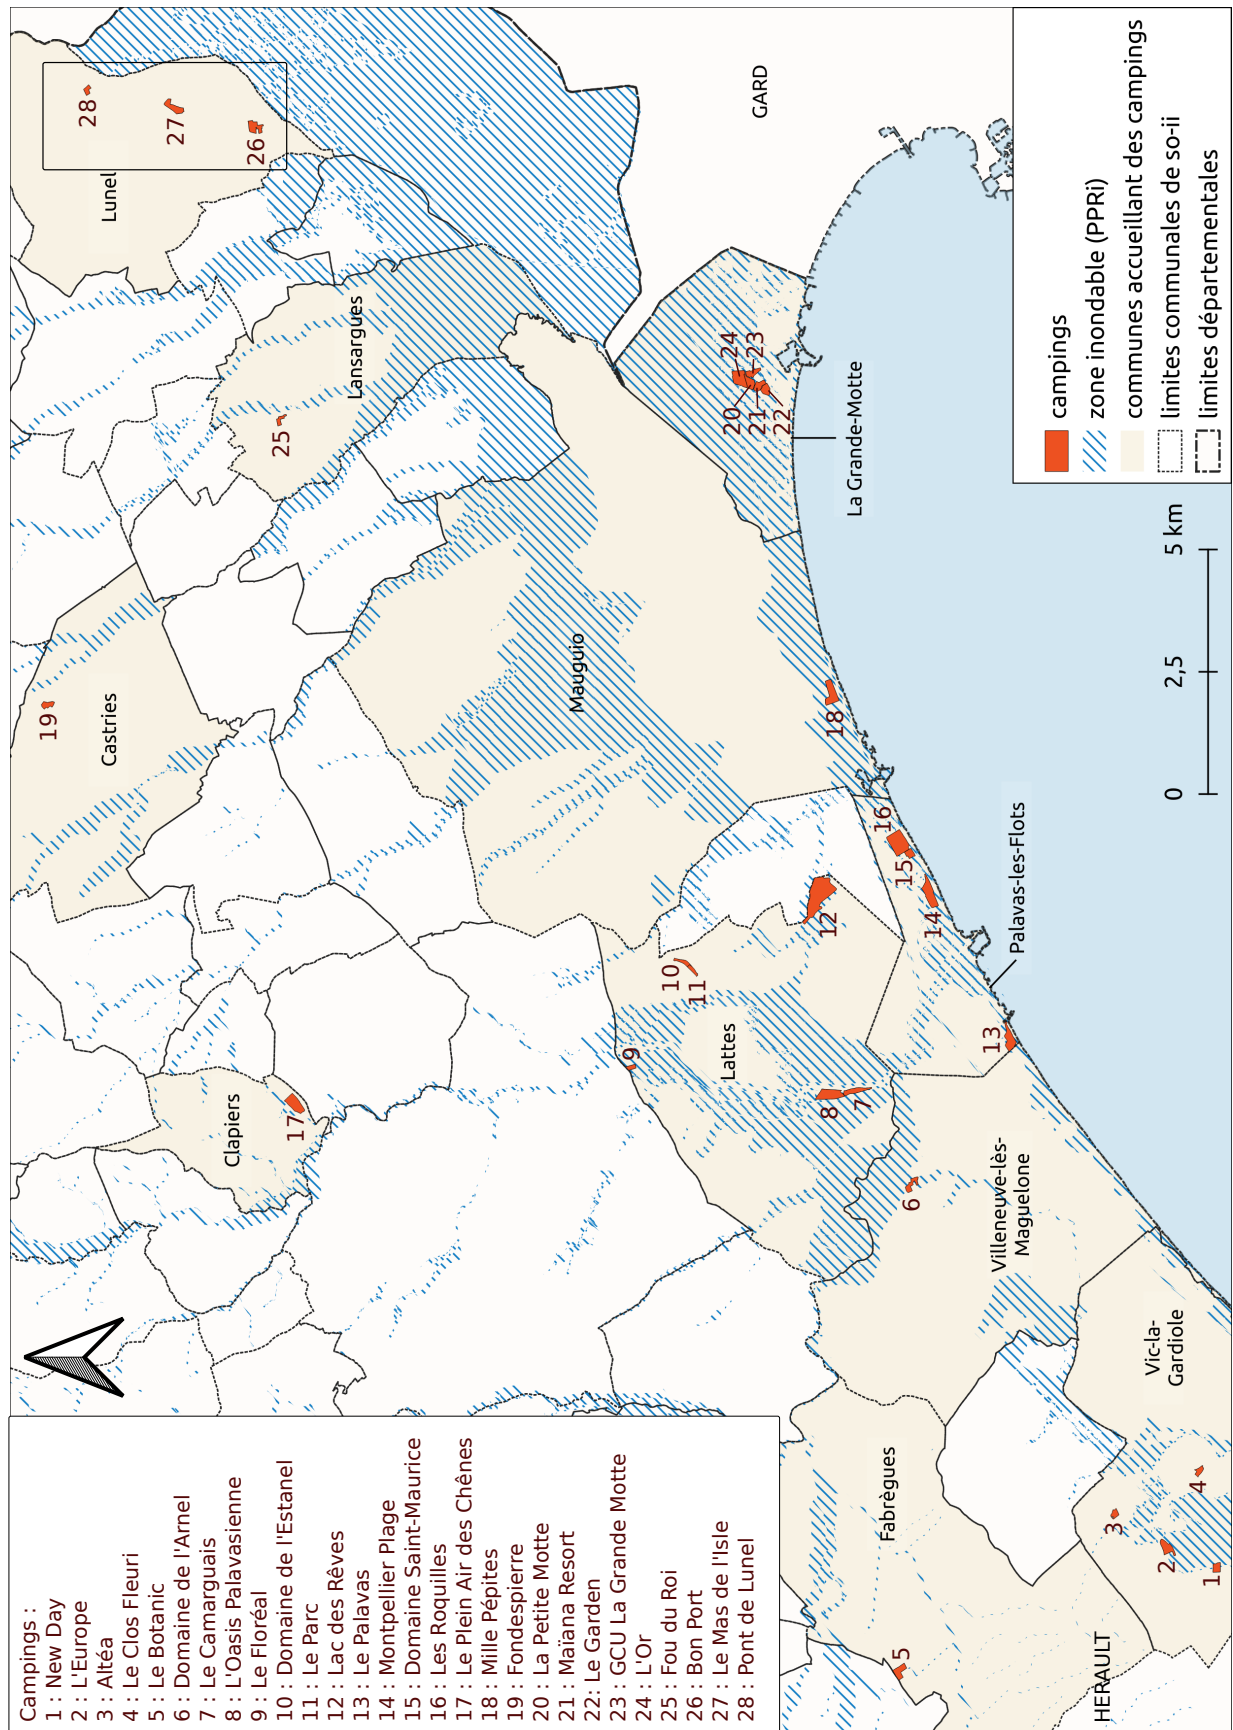 Campings :
1 : New Day
2 : L'Europe
3 : Altéa
4 : Le Clos Fleuri
5 : Le Botanic
6 : Domaine de l'Arnel
7 : Le Camarguais
8 : L'Oasis Palavasienne
9 : Le Floréal
10 : Domaine de l'Estanel
11 : Le Parc
12 : Lac des Rêves
13 : Le Palavas
14 : Montpellier Plage
15 : Domaine Saint-Maurice
16 : Les Roquilles
17 : Le Plein Air des Chênes
18 : Mille Pépites
19 : Fondespierre
20 : La Petite Motte
21 : Maïana Resort
22: Le Garden
23 : GCU La Grande Motte
24 : L'Or
25 : Fou du Roi
26 : Bon Port
27 : Le Mas de l'Isle
28 : Pont de Lunel
19
Castries
28
27
26
Lunel
25
Lansargues
17
Clapiers
Mauguio
9
10
11
Lattes
12
8
7
24
23
20
21
22
La Grande-Motte
GARD
18
16
15
14
13
Palavas-les-Flots
6
Villeneuve-lès-
Maguelone
Fabrègues
5
HERAULT
Vic-la-
Gardiole
3
4
2
1
0
2,5
5 km
campings
zone inondable (PPRi)
communes accueillant des campings
limites communales de so-ii
limites départementales